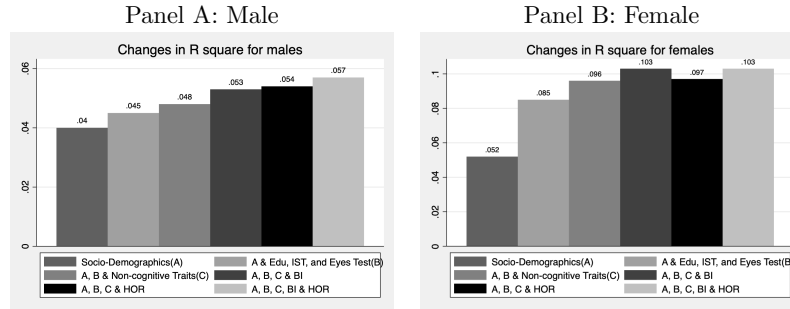 Panel A: Male
Changes in R square for males
.06
.04
.02
0
.04
.045
.048
.053
.054
.057
Socio-Demographics(A)
A & Edu, IST, and Eyes Test(B)
A, B & Non-cognitive Traits(C)
A, B, C & BI
A, B, C & HOR
A, B, C, BI & HOR
Panel B: Female
Changes in R square for females
.1
.08
.06
.04
.02
0
.052
.085
.096
.103
.097
.103
Socio-Demographics(A)
A & Edu, IST, and Eyes Test(B
A, B & Non-cognitive Traits(C)
A, B, C & BI
A, B, C & HOR
A, B, C, BI & HOR